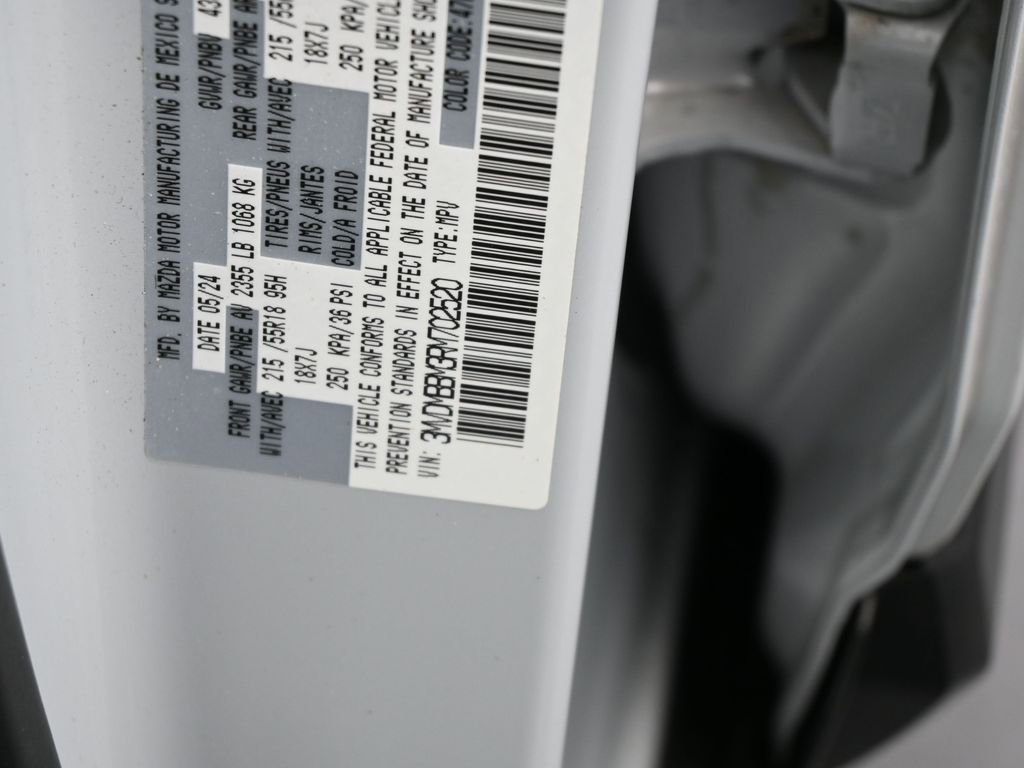 MFD. BY MAZDA MOTOR MANUFACTURING DE MEXICO
DATE 05/24 GVWR/PNBV 43
FRONT GAWR/PNBE AV 2355 LB 1068 KG REAR GAWR/PNBE
WITH/AVEC 215 /55R18 95H TIRES/PNEUS WITH/AVEC 215 /55
18X7J RIMS/JANTES 18X7J
250 KPA/36 PSI COLD/A FROID 250 KPA/
THIS VEHICLE CONFORMS TO ALL APPLICABLE FEDERAL MOTOR VEHICL
PREVENTION STANDARDS IN EFFECT ON THE DATE OF MANUFACTURE SHO
VIN: 3MVDMBBM3RM702520 TYPE:MPV COLOR CODE:47